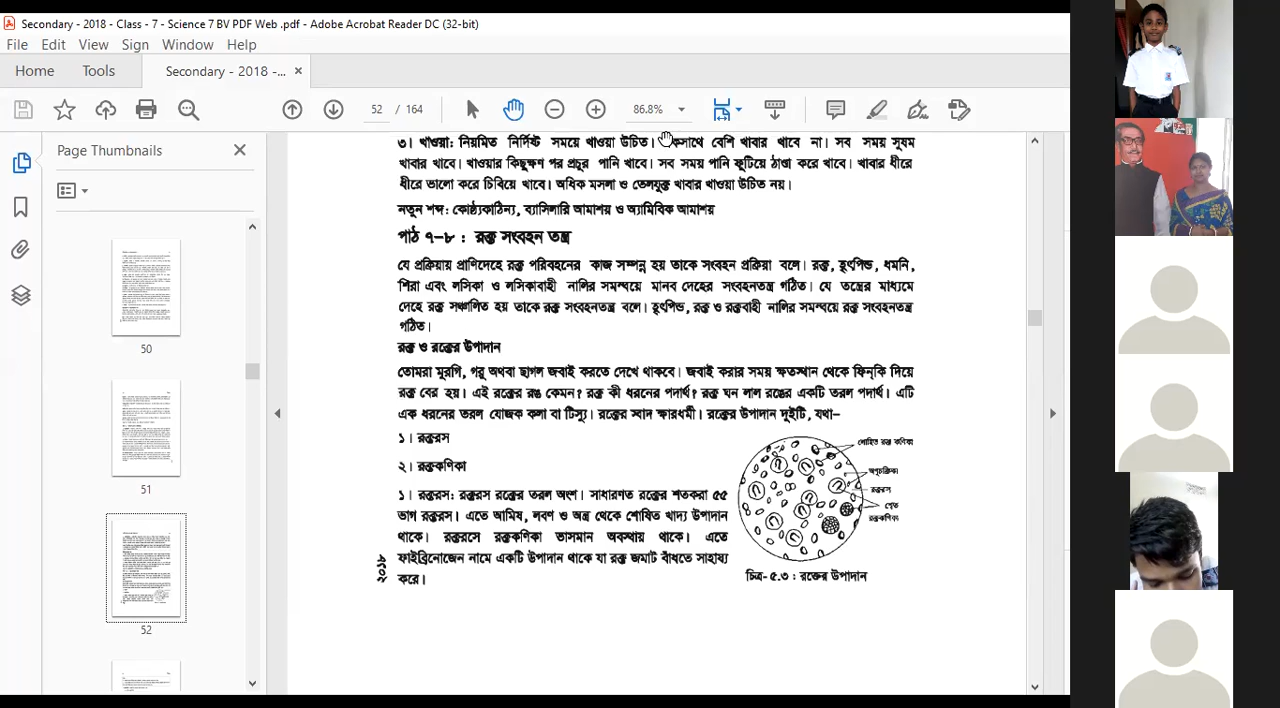 Secondary - 2018 - Class - 7 - Science 7 BV PDF Web .pdf - Adobe Acrobat Reader DC (32-bit)
File Edit View Sign Window Help
Home Tools Secondary - 2018 -... ×
52 / 164 86.8%
Page Thumbnails
50
51
52
৩। খাওয়া: নিয়মিত নির্দিষ্ট সময়ে খাওয়া উচিত। একসাথে বেশি খাবার খাবে না। সব সময় সুষম
খাবার খাবে। খাওয়ার কিছুক্ষণ পর প্রচুর পানি খাবে। সব সময় পানি ফুটিয়ে ঠাণ্ডা করে খাবে। খাবার ধীরে
ধীরে ভালো করে চিবিয়ে খাবে। অধিক মসলা ও তেলযুক্ত খাবার খাওয়া উচিত নয়।
নতুন শব্দ: কোষ্ঠ্যকাঠিন্য, ব্যাসিলারি আমাশয় ও অ্যামিবিক আমাশয়
পাঠ ৭–৮ : রক্ত সংবহন তন্ত্র
যে প্রক্রিয়ায় প্রাণিদেহে রক্ত পরিবহনের কাজ সম্পন্ন হয় তাকে সংবহন প্রক্রিয়া বলে। রক্ত, হৃৎপিন্ড, ধমনি,
শিরা এবং লসিকা ও লসিকাবাহী নালির সমন্বয়ে মানব দেহের সংবহনতন্ত্র গঠিত। যে তন্ত্রের মাধ্যমে
দেহে রক্ত সঞ্চালিত হয় তাকে রক্ত সংবহনতন্ত্র বলে। হৃৎপিন্ড, রক্ত ও রক্তবাহী নালির সমন্বয়ে রক্ত সংবহনতন্ত্র
গঠিত।
রক্ত ও রক্তের উপাদান
তোমরা মুরগি, গরু অথবা ছাগল জবাই করতে দেখে থাকবে। জবাই করার সময় ক্ষতস্থান থেকে ফিন্‌কি দিয়ে
রক্ত বের হয়। এই রক্তের রঙ কেমন? রক্ত কী ধরনের পদার্থ? রক্ত ঘন লাল রঙের একটি তরল পদার্থ। এটি
এক ধরনের তরল যোজক কলা বা টিস্যু। রক্তের স্বাদ ক্ষারধর্মী। রক্তের উপাদান দুইটি, যথা–
১। রক্তরস
২। রক্তকণিকা
১। রক্তরস: রক্তরস রক্তের তরল অংশ। সাধারণত রক্তের শতকরা ৫৫
ভাগ রক্তরস। এতে আমিষ, লবণ ও অন্ত্র থেকে শোষিত খাদ্য উপাদান
থাকে। রক্তরসে রক্তকণিকা ভাসমান অবস্থায় থাকে। এতে
ফাইব্রিনোজেন নামে একটি উপাদান থাকে যা রক্ত জমাট বাঁধতে সাহায্য
করে।
লোহিত রক্ত কণিকা
অণুচক্রিকা
রক্তরস
শ্বেত
রক্তকণিকা
চিত্র-৫.৩ : রক্তের উপাদান
২০১৮